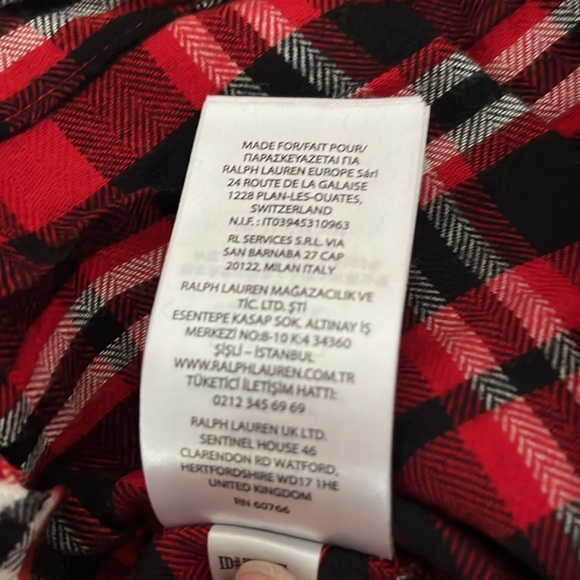 MADE FOR/FAIT POUR/
ΠΑΡΑΣΚΕΥΑΖΕΤΑΙ ΓΙΑ
RALPH LAUREN EUROPE Sárl
24 ROUTE DE LA GALAISE
1228 PLAN-LES-OUATES,
SWITZERLAND
N.I.F. : IT03945310963
RL SERVICES S.R.L. VIA
SAN BARNABA 27 CAP
20122, MILAN ITALY
RALPH LAUREN MAĞAZACILIK VE
TİC. LTD. ŞTİ
ESENTEPE KASAP SOK. ALTINAY İŞ
MERKEZİ NO:8-10 K:4 34360
ŞİŞLİ – İSTANBUL
WWW.RALPHLAUREN.COM.TR
TÜKETİCİ İLETİŞİM HATTI:
0212 345 69 69
RALPH LAUREN UK LTD.
SENTINEL HOUSE 46
CLARENDON RD WATFORD,
HERTFORDSHIRE WD17 1HE
UNITED KINGDOM
RN 60766